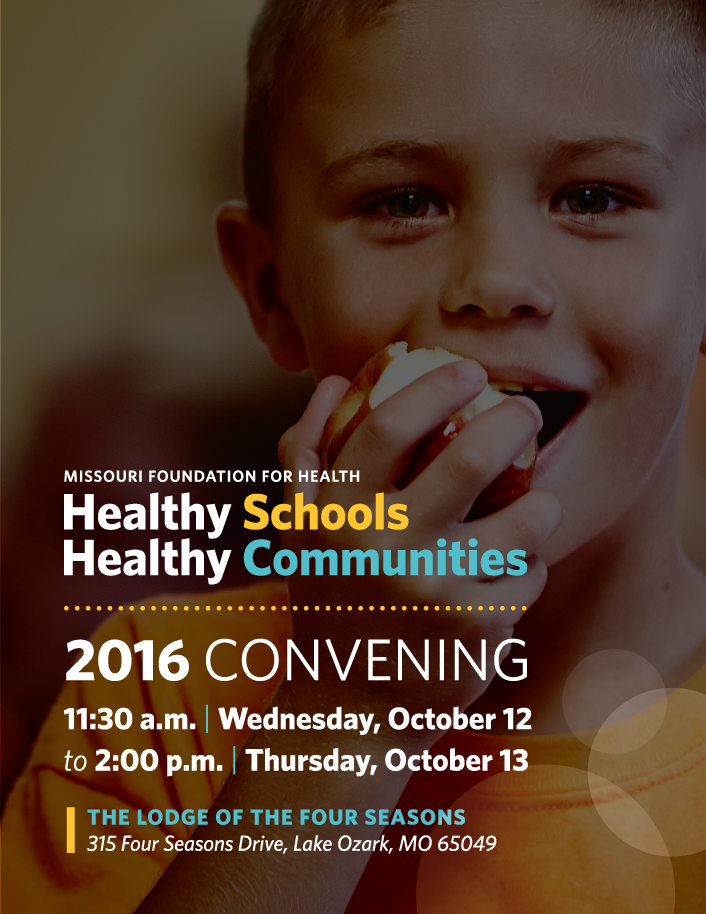 MISSOURI FOUNDATION FOR HEALTH
Healthy Schools
Healthy Communities
2016 CONVENING
11:30 a.m. | Wednesday, October 12
to 2:00 p.m. | Thursday, October 13
THE LODGE OF THE FOUR SEASONS
315 Four Seasons Drive, Lake Ozark, MO 65049